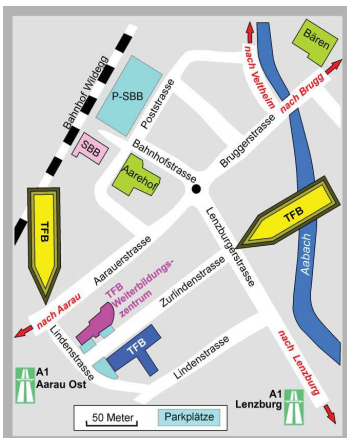 Bahnhof Wildegg
P-SBB
Poststrasse
SBB
Bahnhofstrasse
Aarehof
nach Veltheim
Bären
nach Brugg
Bruggerstrasse
TFB
TFB
Aabach
Aarauerstrasse
Lenzburgerstrasse
nach Aarau
TFB
Weiterbildungs-
zentrum
Zurlindenstrasse
TFB
Lindenstrasse
Lindenstrasse
nach Lenzburg
A1
Aarau Ost
A1
Lenzburg
50 Meter
Parkplätze